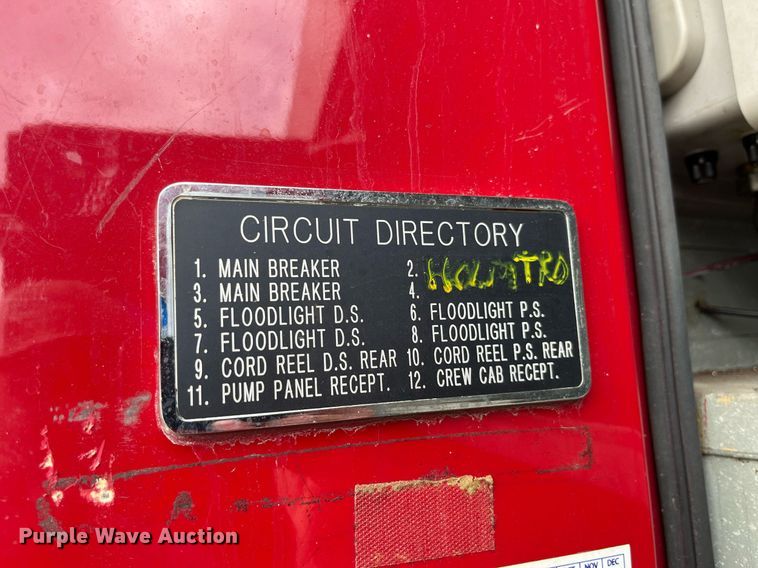 CIRCUIT DIRECTORY
1. MAIN BREAKER 2. HOLMTRO
3. MAIN BREAKER 4.
5. FLOODLIGHT D.S. 6. FLOODLIGHT P.S.
7. FLOODLIGHT D.S. 8. FLOODLIGHT P.S.
9. CORD REEL D.S. REAR 10. CORD REEL P.S. REAR
11. PUMP PANEL RECEPT. 12. CREW CAB RECEPT.
Purple Wave Auction
NOV DEC